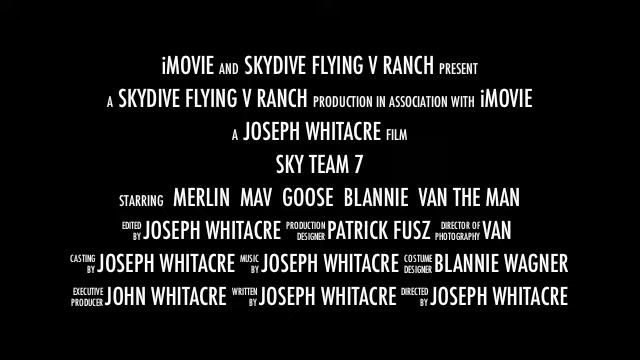 iMOVIE AND SKYDIVE FLYING V RANCH PRESENT
A SKYDIVE FLYING V RANCH PRODUCTION IN ASSOCIATION WITH iMOVIE
A JOSEPH WHITACRE FILM
SKY TEAM 7
STARRING MERLIN MAV GOOSE BLANNIE VAN THE MAN
EDITED BY JOSEPH WHITACRE PRODUCTION DESIGNER PATRICK FUSZ DIRECTOR OF PHOTOGRAPHY VAN
CASTING BY JOSEPH WHITACRE MUSIC BY JOSEPH WHITACRE COSTUME DESIGNER BLANNIE WAGNER
EXECUTIVE PRODUCER JOHN WHITACRE WRITTEN BY JOSEPH WHITACRE DIRECTED BY JOSEPH WHITACRE